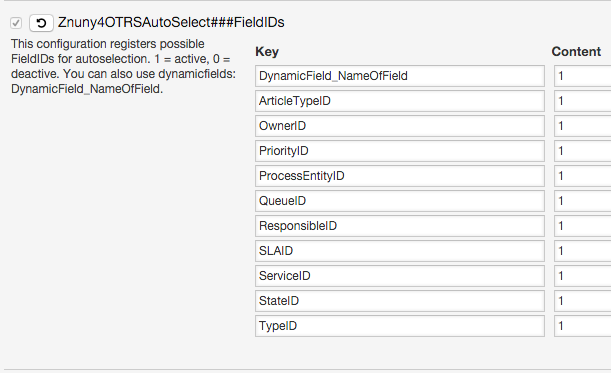 Znuny4OTRSAutoSelect###FieldIDs
This configuration registers possible
FieldIDs for autoselection. 1 = active, 0 =
deactive. You can also use dynamicfields:
DynamicField_NameOfField.
Key Content
DynamicField_NameOfField 1
ArticleTypeID 1
OwnerID 1
PriorityID 1
ProcessEntityID 1
QueueID 1
ResponsibleID 1
SLAID 1
ServiceID 1
StateID 1
TypeID 1